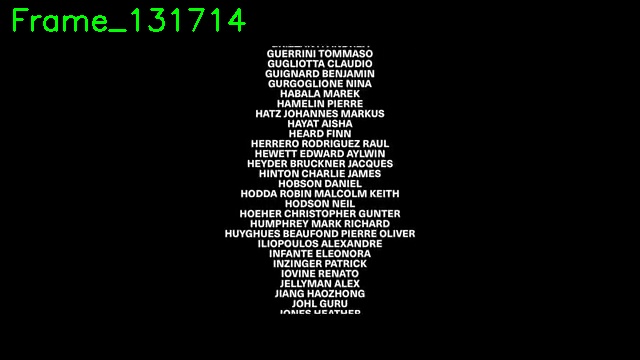 Frame_131714
GUERRINI TOMMASO
GUGLIOTTA CLAUDIO
GUIGNARD BENJAMIN
GURGOGLIONE NINA
HABALA MAREK
HAMELIN PIERRE
HATZ JOHANNES MARKUS
HAYAT AISHA
HEARD FINN
HERRERO RODRIGUEZ RAUL
HEWETT EDWARD AYLWIN
HEYDER BRUCKNER JACQUES
HINTON CHARLIE JAMES
HOBSON DANIEL
HODDA ROBIN MALCOLM KEITH
HODSON NEIL
HOEHER CHRISTOPHER GUNTER
HUMPHREY MARK RICHARD
HUYGHUES BEAUFOND PIERRE OLIVER
ILIOPOULOS ALEXANDRE
INFANTE ELEONORA
INZINGER PATRICK
IOVINE RENATO
JELLYMAN ALEX
JIANG HAOZHONG
JOHL GURU
JONES HEATHER